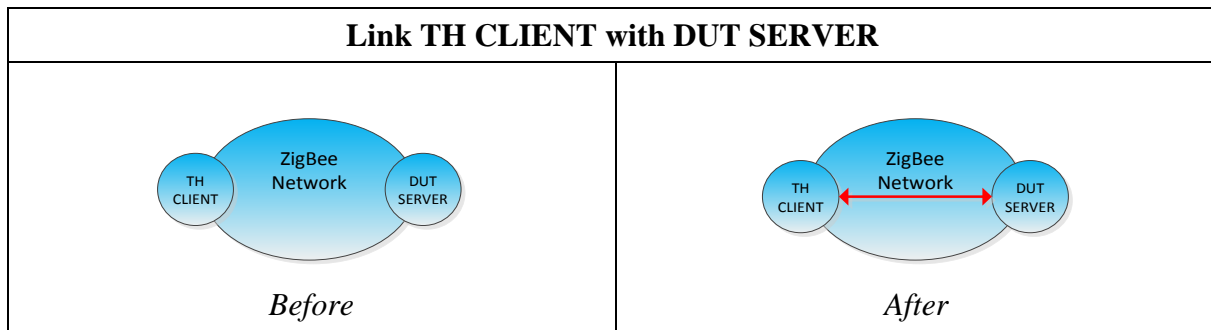 Link TH CLIENT with DUT SERVER
ZigBee
Network
TH
CLIENT
DUT
SERVER
Before
ZigBee
Network
TH
CLIENT
DUT
SERVER
After